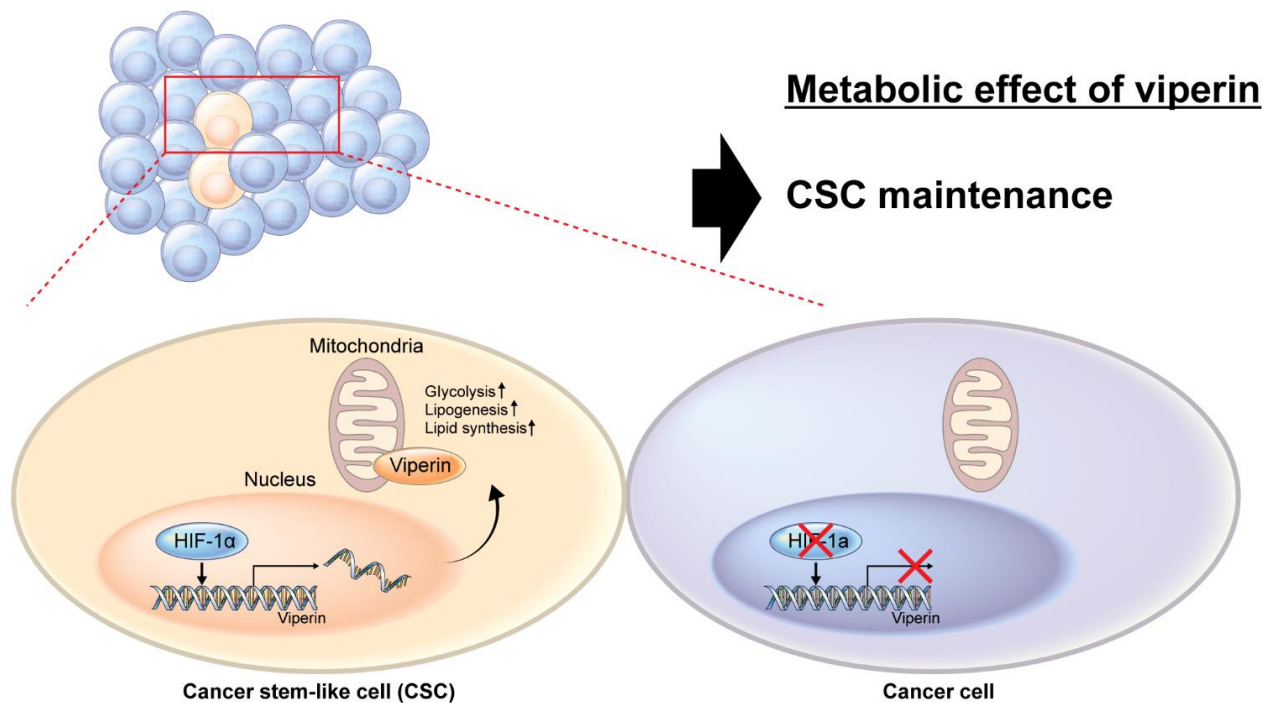 Metabolic effect of viperin
CSC maintenance
Mitochondria
Glycolysis↑
Lipogenesis↑
Lipid synthesis↑
Viperin
Nucleus
HIF-1α
Viperin
Cancer stem-like cell (CSC)
HIF-1a
Viperin
Cancer cell